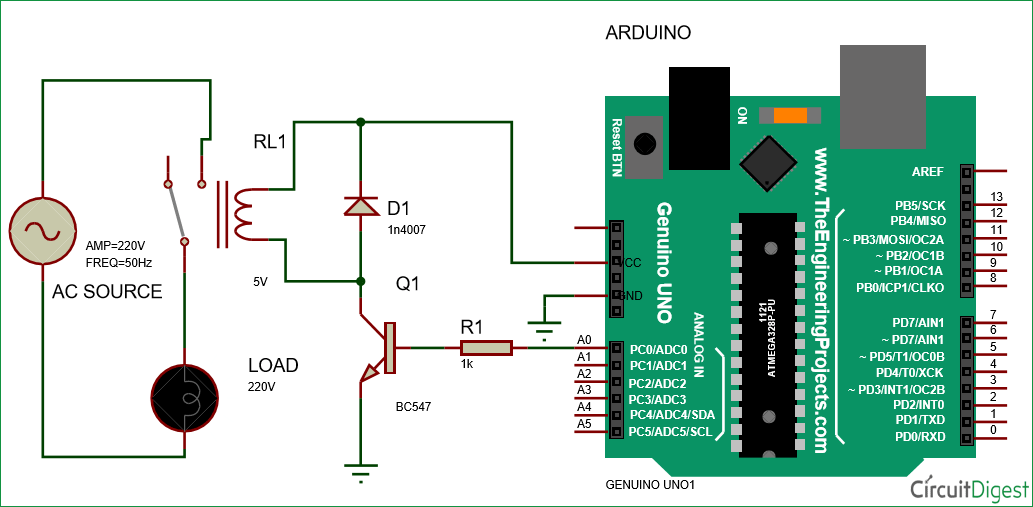 ARDUINO
RL1
5V
AMP=220V
FREQ=50Hz
AC SOURCE
LOAD
220V
D1
1n4007
Q1
BC547
R1
1k
Reset BTN
ON
Genuino UNO
VCC
GND
ANALOG IN
A0
A1
A2
A3
A4
A5
PC0/ADC0
PC1/ADC1
PC2/ADC2
PC3/ADC3
PC4/ADC4/SDA
PC5/ADC5/SCL
1121
ATMEGA328P-PU
www.TheEngineeringProjects.com
AREF
PB5/SCK 13
PB4/MISO 12
~ PB3/MOSI/OC2A 11
~ PB2/OC1B 10
~ PB1/OC1A 9
PB0/ICP1/CLKO 8
PD7/AIN1 7
~ PD7/AIN1 6
~ PD5/T1/OC0B 5
PD4/T0/XCK 4
~ PD3/INT1/OC2B 3
PD2/INT0 2
PD1/TXD 1
PD0/RXD 0
GENUINO UNO1
CircuitDigest